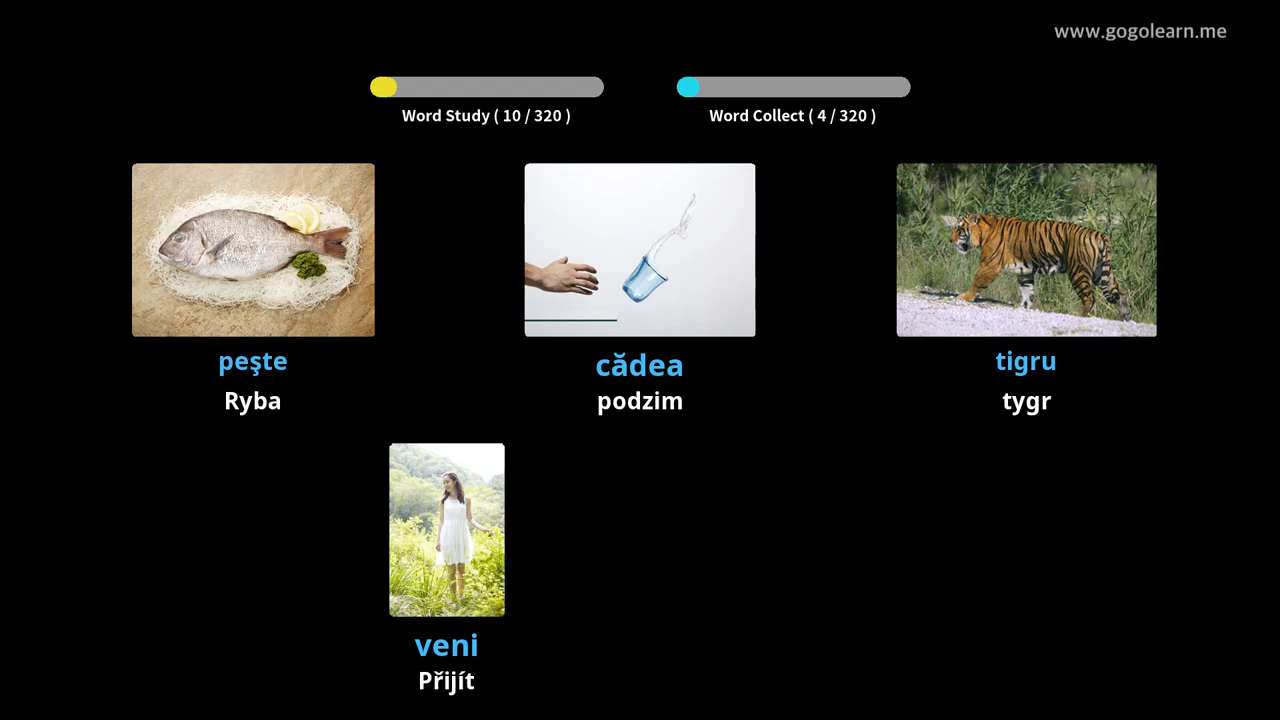 www.gogolearn.me
Word Study ( 10 / 320 )
Word Collect ( 4 / 320 )
peşte
Ryba
cădea
podzim
tigru
tygr
veni
Přijít